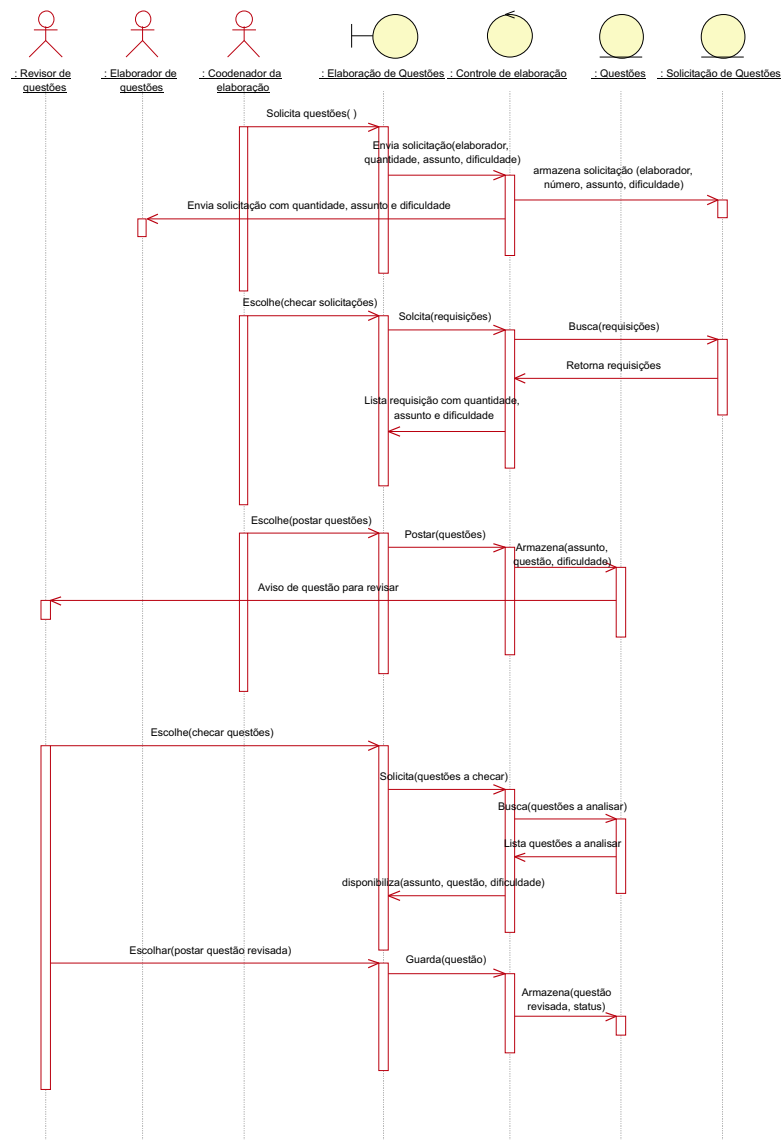 : Revisor de
questões
: Elaborador de
questões
: Coodenador da
elaboração
: Elaboração de Questões
: Controle de elaboração
: Questões
: Solicitação de Questões
Solicita questões( )
Envia solicitação(elaborador,
quantidade, assunto, dificuldade)
armazena solicitação (elaborador,
número, assunto, dificuldade)
Envia solicitação com quantidade, assunto e dificuldade
Escolhe(checar solicitações)
Solcita(requisições)
Busca(requisições)
Retorna requisições
Lista requisição com quantidade,
assunto e dificuldade
Escolhe(postar questões)
Postar(questões)
Armazena(assunto,
questão, dificuldade)
Aviso de questão para revisar
Escolhe(checar questões)
Solicita(questões a checar)
Busca(questões a analisar)
Lista questões a analisar
disponibiliza(assunto, questão, dificuldade)
Escolhar(postar questão revisada)
Guarda(questão)
Armazena(questão
revisada, status)